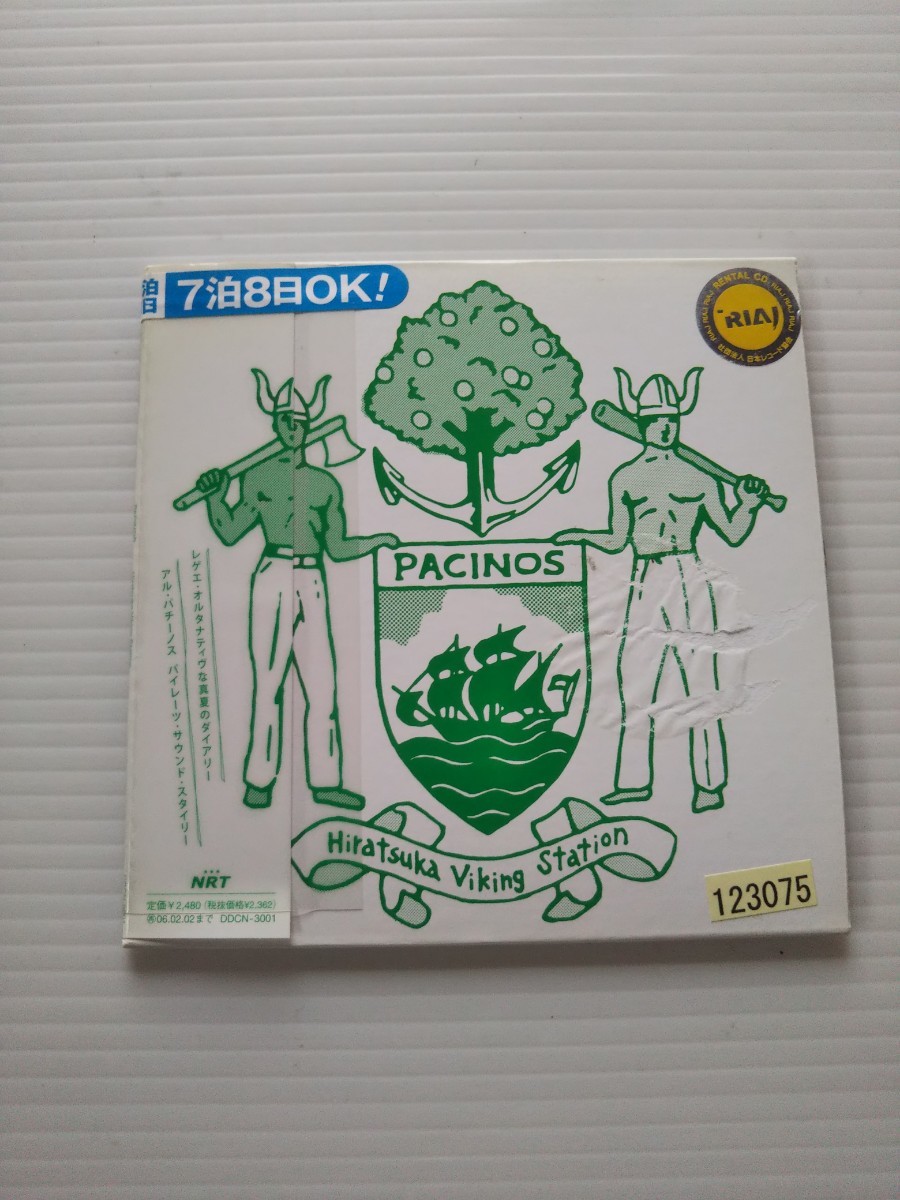 泊
日
7泊8日OK!
RENTAL CD
RIAJ
PACINOS
レゲエ・オルタナティヴな真夏のダイアリー
アル・パチーノス パイレーツ・サウンド・スタイリー
Hiratsuka Viking Station
NRT
定価¥2,480 (税抜価格¥2,362)
06.02.02まで DDCN-3001
123075